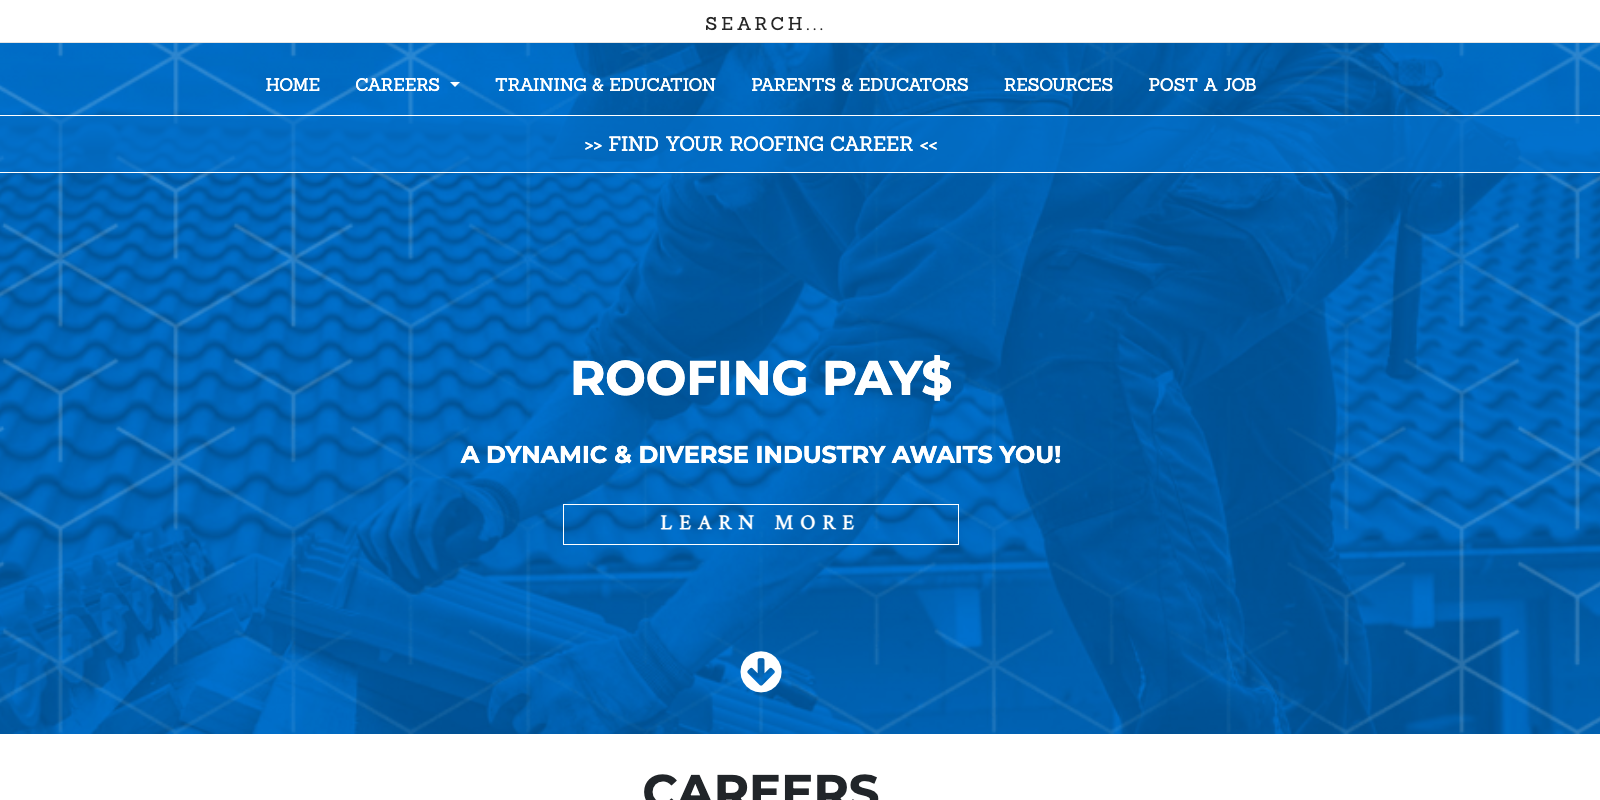 SEARCH...
HOME CAREERS TRAINING & EDUCATION PARENTS & EDUCATORS RESOURCES POST A JOB
>> FIND YOUR ROOFING CAREER <<
ROOFING PAY$
A DYNAMIC & DIVERSE INDUSTRY AWAITS YOU!
LEARN MORE
CAREERS